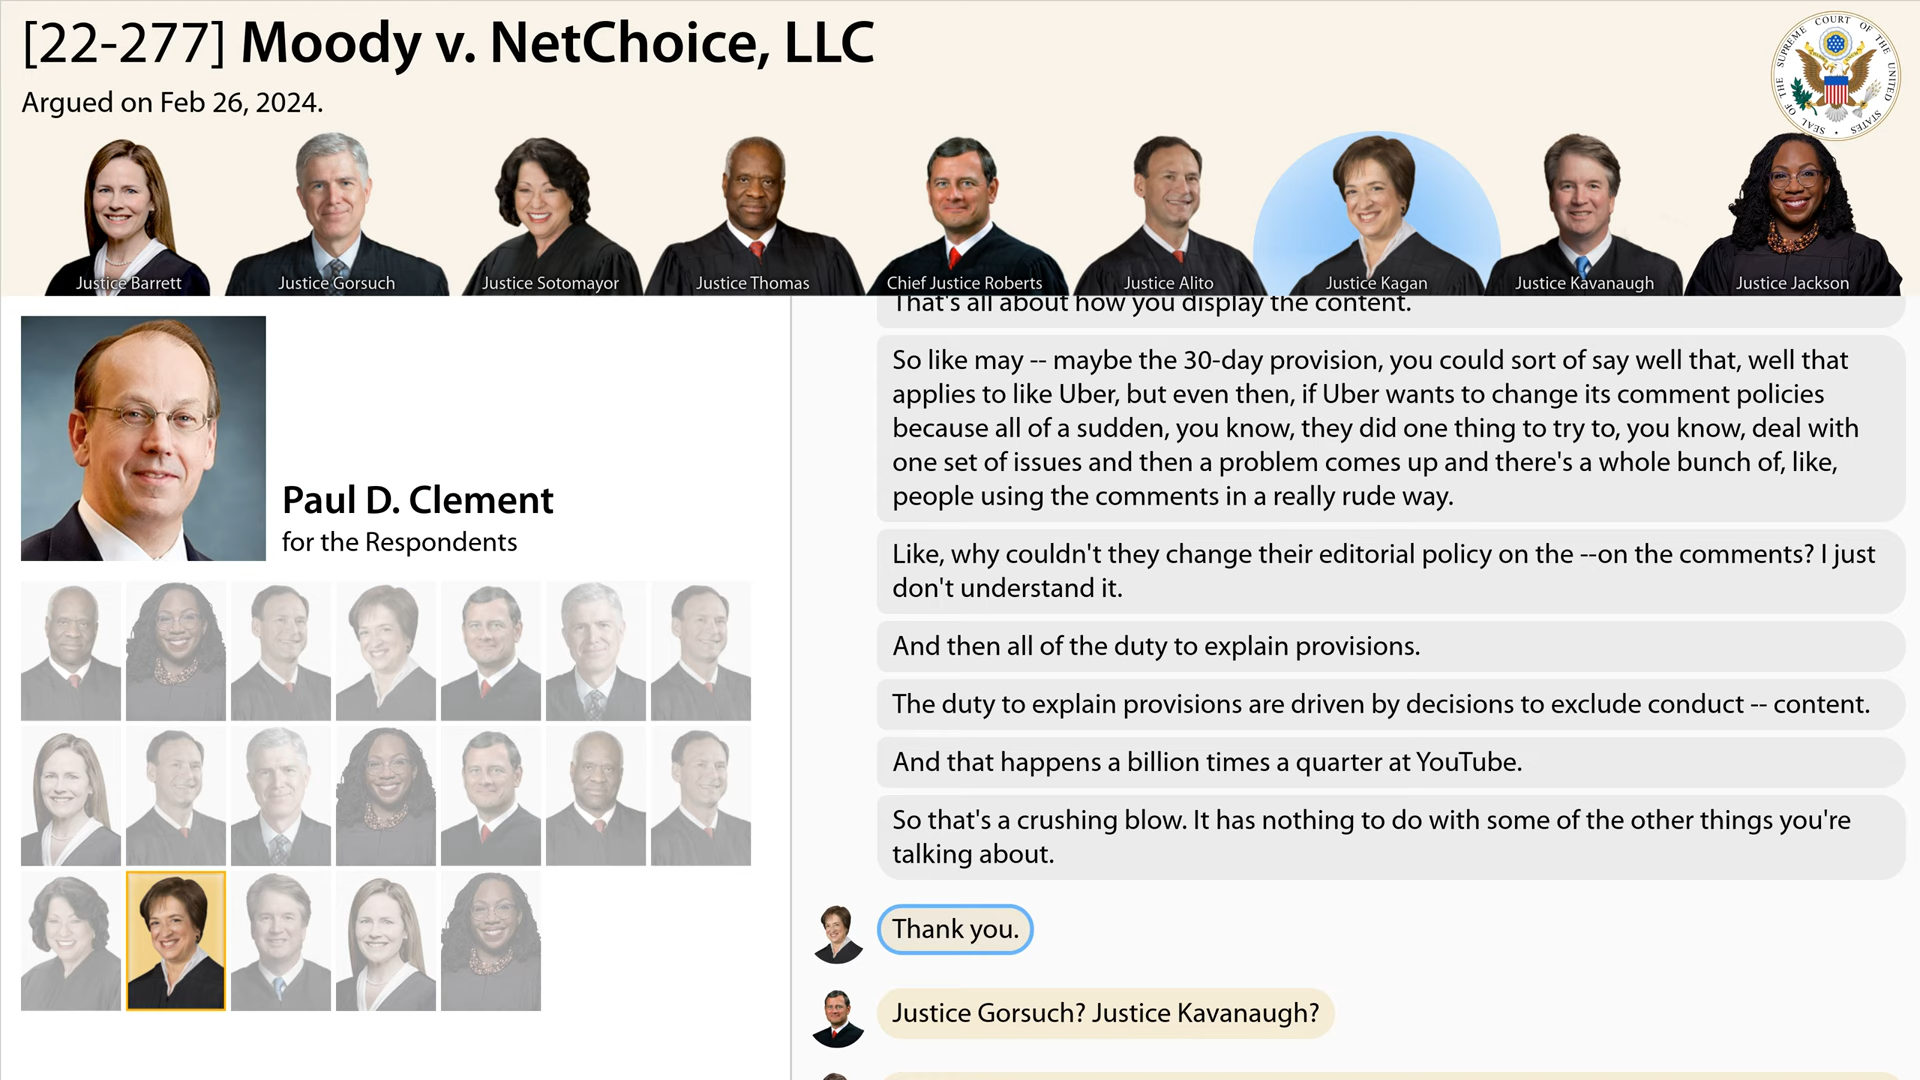 [22-277] Moody v. NetChoice, LLC
Argued on Feb 26, 2024.
SEAL OF THE SUPREME COURT OF THE UNITED STATES
Justice Barrett
Justice Gorsuch
Justice Sotomayor
Justice Thomas
Chief Justice Roberts
Justice Alito
Justice Kagan
Justice Kavanaugh
Justice Jackson
Paul D. Clement
for the Respondents
That's all about how you display the content.
So like may -- maybe the 30-day provision, you could sort of say well that, well that
applies to like Uber, but even then, if Uber wants to change its comment policies
because all of a sudden, you know, they did one thing to try to, you know, deal with
one set of issues and then a problem comes up and there's a whole bunch of, like,
people using the comments in a really rude way.
Like, why couldn't they change their editorial policy on the --on the comments? I just
don't understand it.
And then all of the duty to explain provisions.
The duty to explain provisions are driven by decisions to exclude conduct -- content.
And that happens a billion times a quarter at YouTube.
So that's a crushing blow. It has nothing to do with some of the other things you're
talking about.
Thank you.
Justice Gorsuch? Justice Kavanaugh?